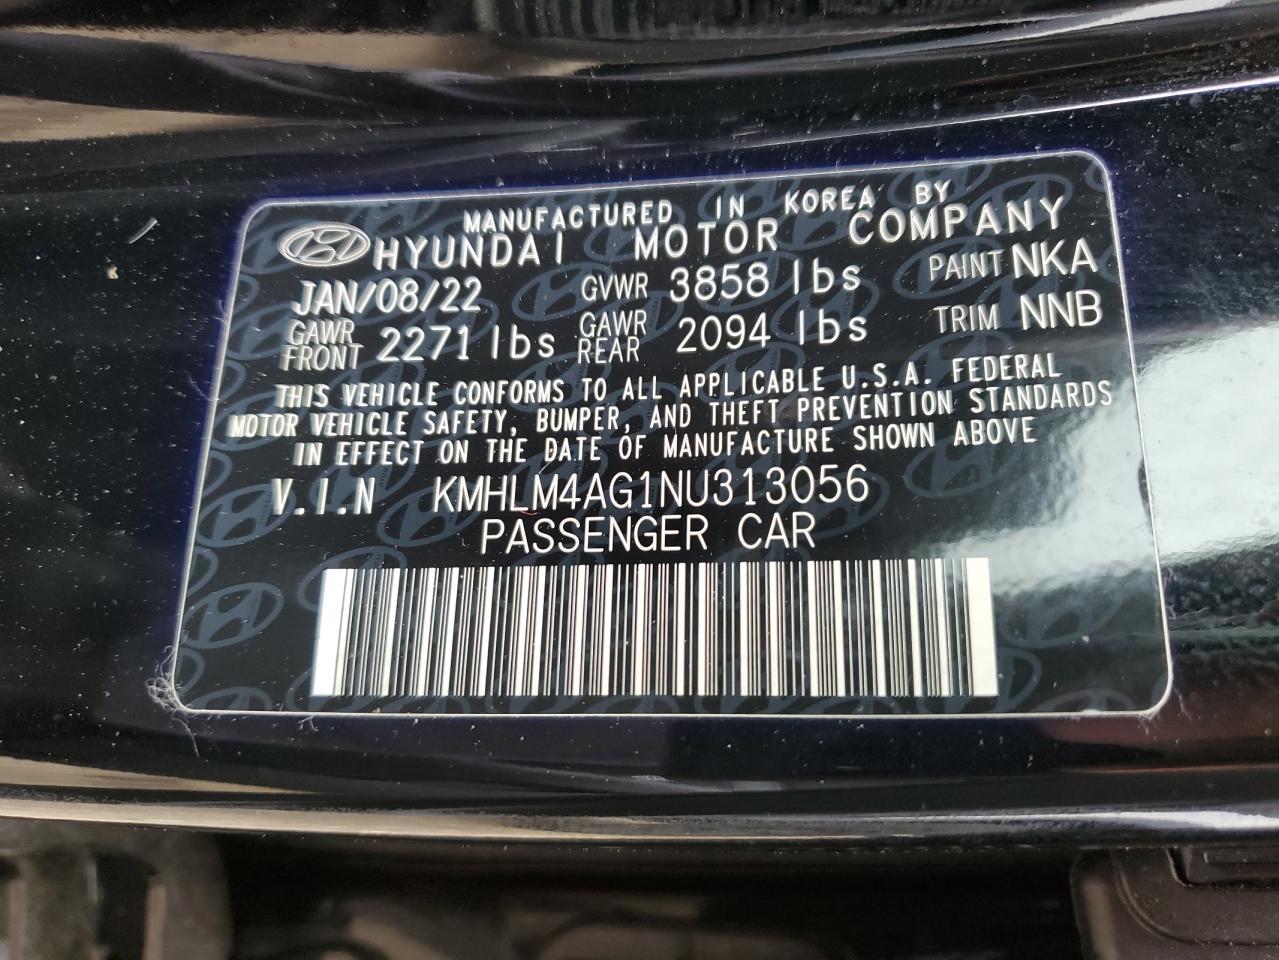 MANUFACTURED IN KOREA BY
HYUNDAI MOTOR COMPANY
JAN/08/22 GVWR 3858 lbs PAINT NKA
GAWR FRONT 2271 lbs GAWR REAR 2094 lbs TRIM NNB
THIS VEHICLE CONFORMS TO ALL APPLICABLE U.S.A. FEDERAL
MOTOR VEHICLE SAFETY, BUMPER, AND THEFT PREVENTION STANDARDS
IN EFFECT ON THE DATE OF MANUFACTURE SHOWN ABOVE
V.I.N KMHLM4AG1NU313056
PASSENGER CAR